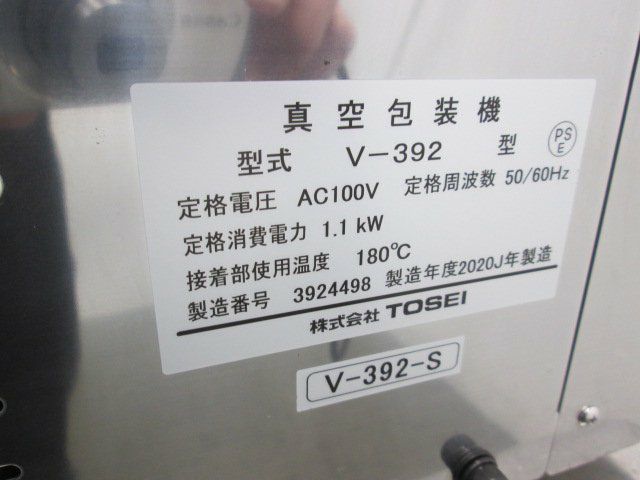 真空包装機
型式 V-392 型 PSE
定格電圧 AC100V 定格周波数 50/60Hz
定格消費電力 1.1 kW
接着部使用温度 180℃
製造番号 3924498 製造年度2020J年製造
株式会社 TOSEI
V-392-S